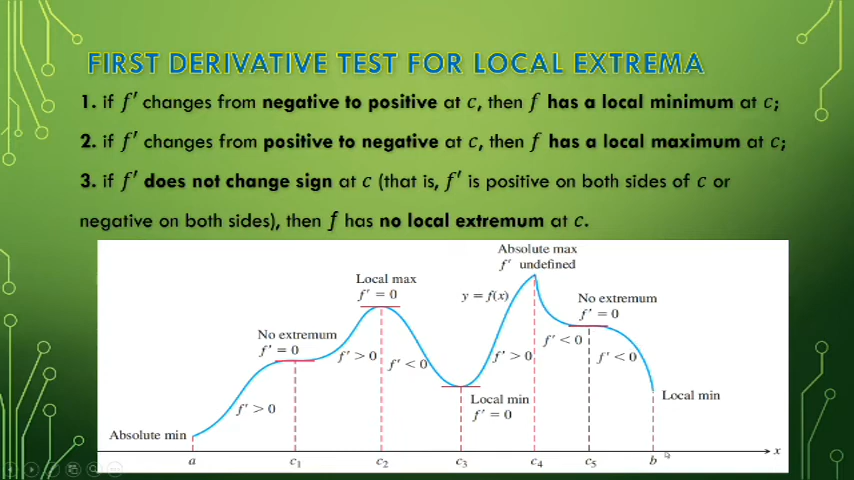 FIRST DERIVATIVE TEST FOR LOCAL EXTREMA
1. if f′ changes from negative to positive at c, then f has a local minimum at c;
2. if f′ changes from positive to negative at c, then f has a local maximum at c;
3. if f′ does not change sign at c (that is, f′ is positive on both sides of c or
negative on both sides), then f has no local extremum at c.
Absolute max
f′ undefined
Local max
f′ = 0
y = f(x)
No extremum
f′ = 0
No extremum
f′ = 0
f′ > 0
f′ < 0
f′ > 0
f′ < 0
f′ < 0
Local min
f′ = 0
Local min
f′ > 0
Absolute min
x
a
c₁
c₂
c₃
c₄
c₅
b